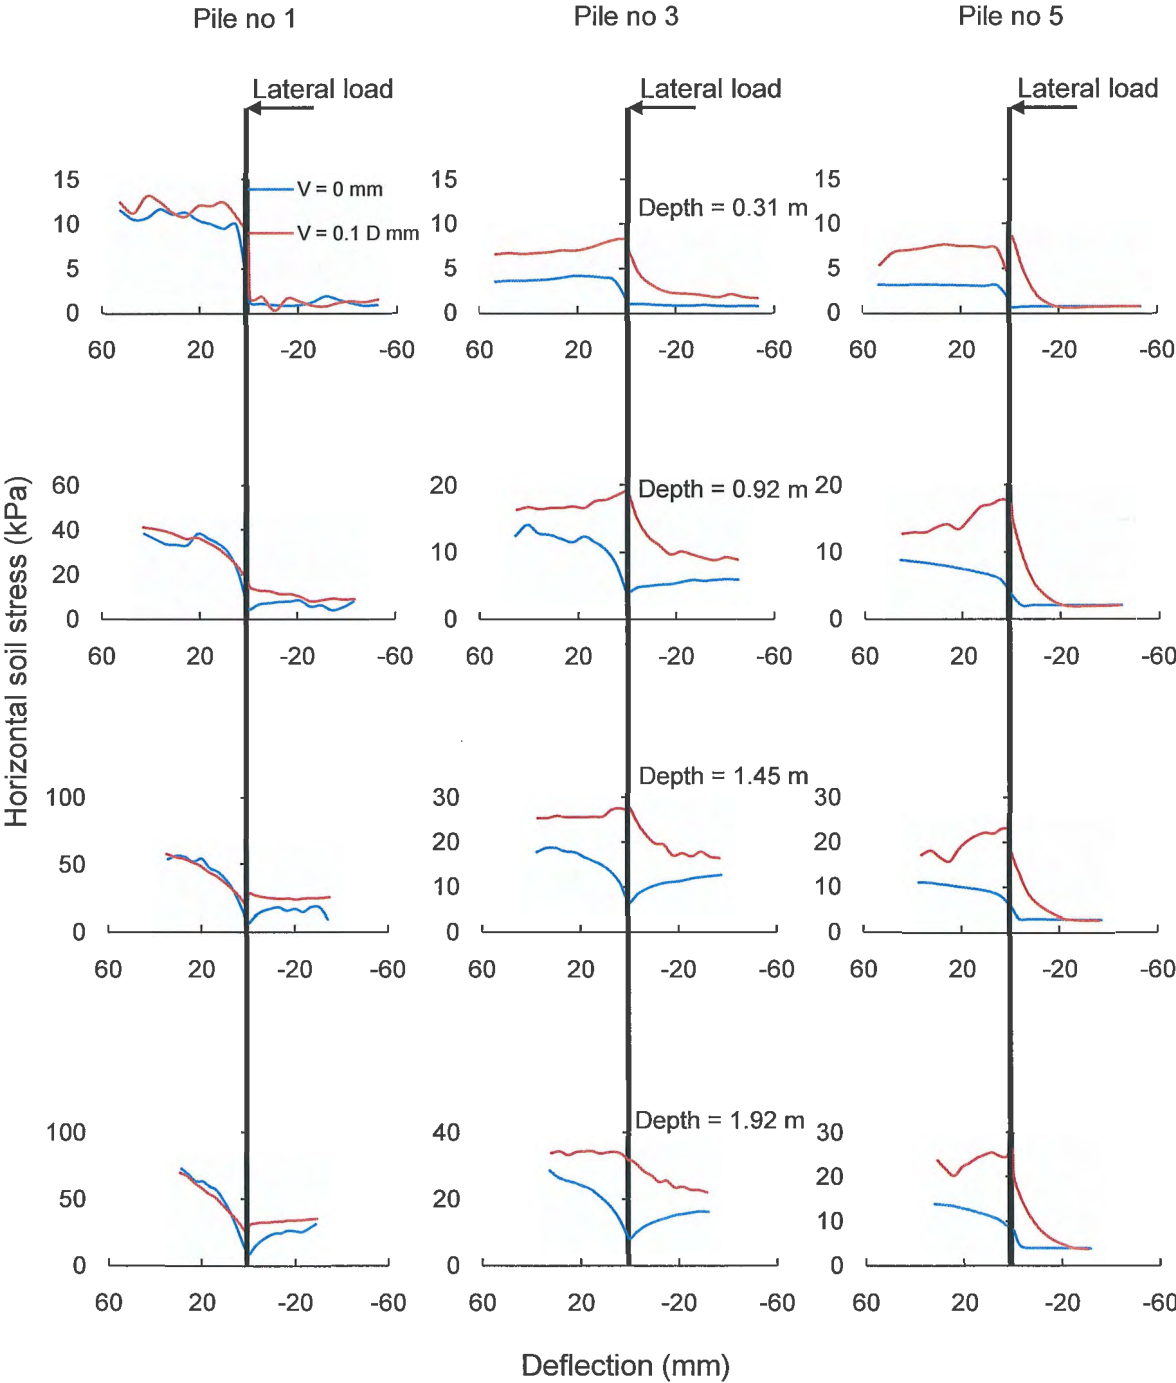 Pile no 1 Pile no 3 Pile no 5
Lateral load Lateral load Lateral load
15 15 15
V = 0 mm
Depth = 0.31 m
10 10 10
V = 0.1 D mm
5 5 5
0 0 0
60 20 -20 -60 60 20 -20 -60 60 20 -20 -60
Horizontal soil stress (kPa)
60 20 Depth = 0.92 m 20
40
10 10
20
0 0 0
60 20 -20 -60 60 20 -20 -60 60 20 -20 -60
Depth = 1.45 m
100 30 30
20 20
50
10 10
0 0 0
60 20 -20 -60 60 20 -20 -60 60 20 -20 -60
Depth = 1.92 m
100 40 30
20
50 20
10
0 0 0
60 20 -20 -60 60 20 -20 -60 60 20 -20 -60
Deflection (mm)